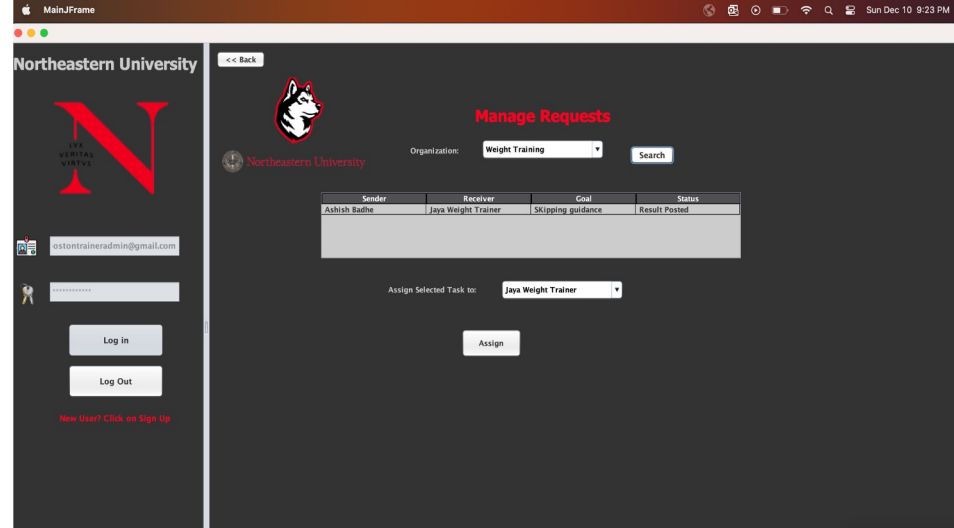 MainJFrame
Sun Dec 10 9:23 PM
Northeastern University
LVX
VERITAS
VIRTVS
ostontraineradmin@gmail.com
************
Log in
Log Out
New User? Click on Sign Up
<< Back
Northeastern University
Manage Requests
Organization:
Weight Training
Search
Sender Receiver Goal Status
Ashish Badhe Jaya Weight Trainer SKipping guidance Result Posted
Assign Selected Task to:
Jaya Weight Trainer
Assign